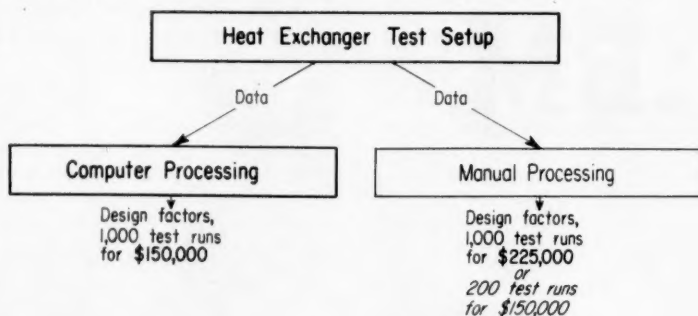 Heat Exchanger Test Setup
Data
Data
Computer Processing
Manual Processing
Design factors,
1,000 test runs
for $150,000
Design factors,
1,000 test runs
for $225,000
or
200 test runs
for $150,000